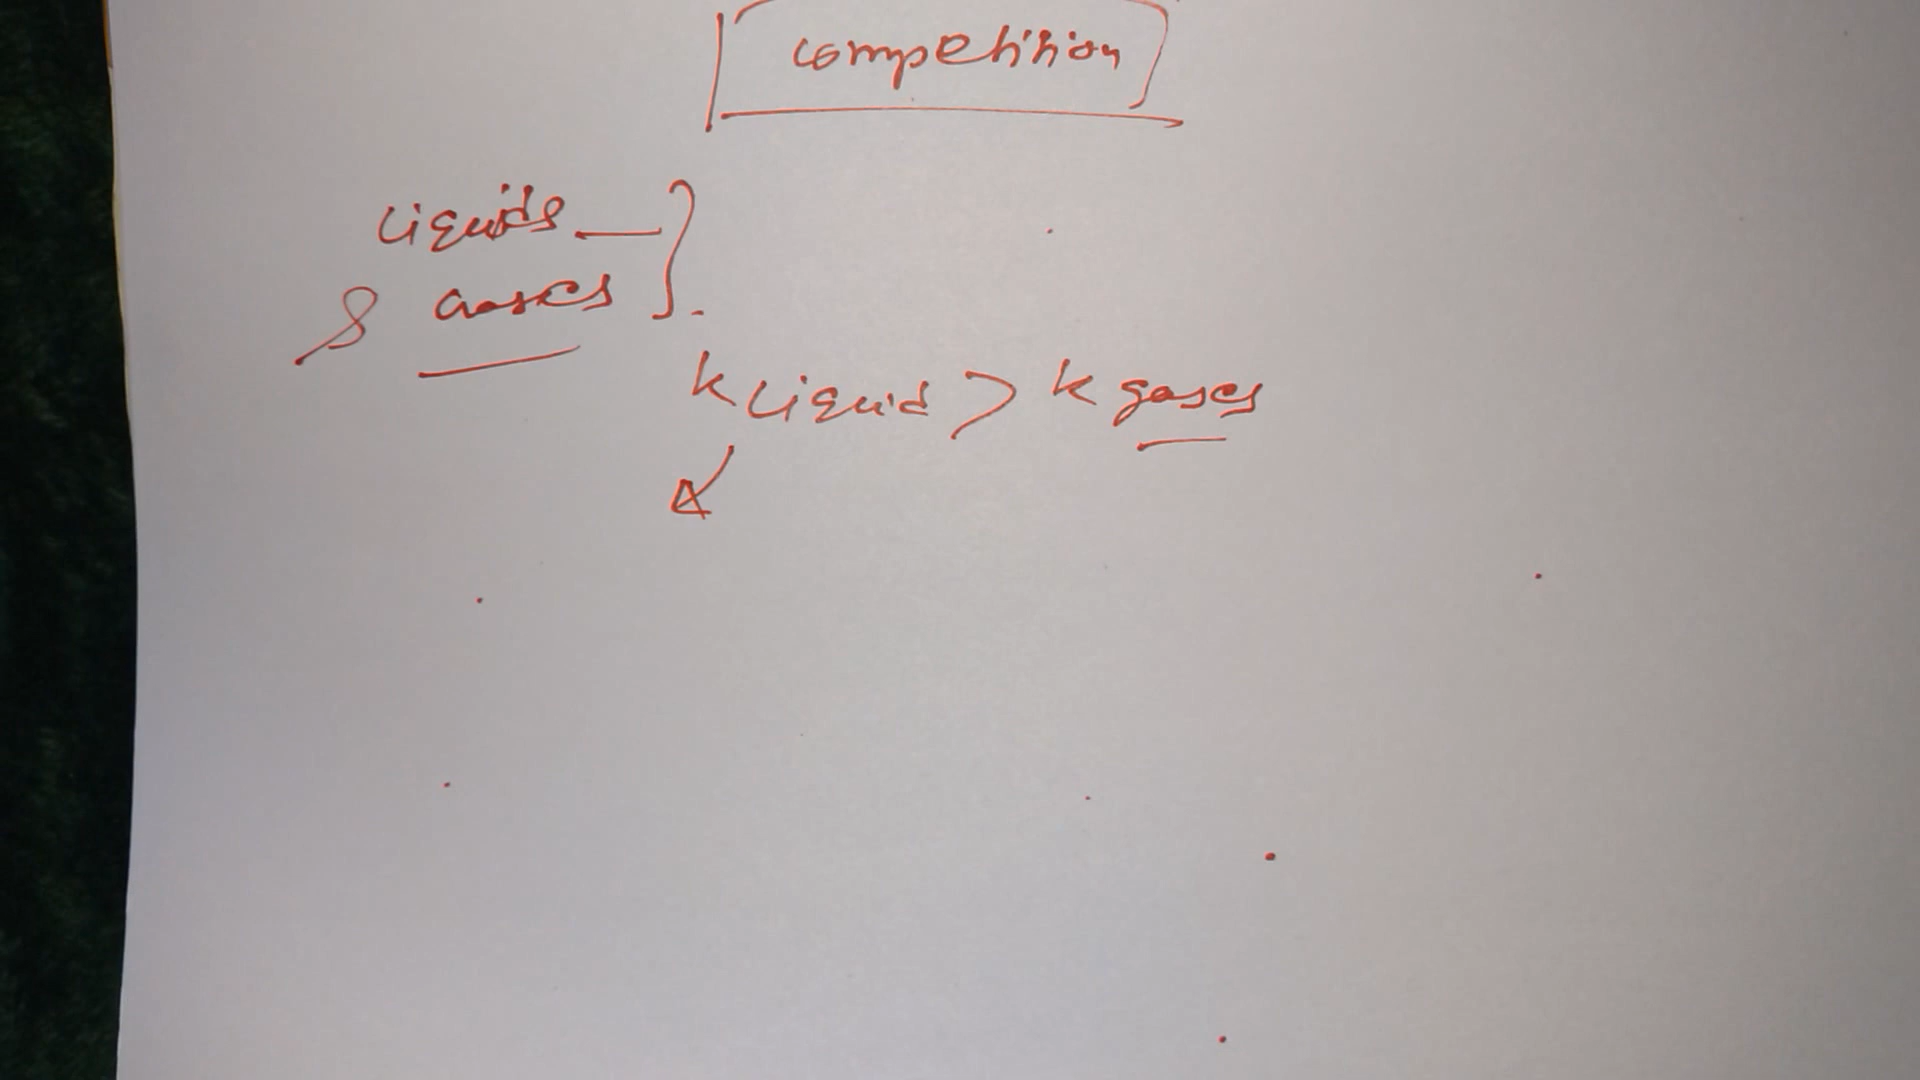 competition
Liquids
& Gases
K Liquid > K gases